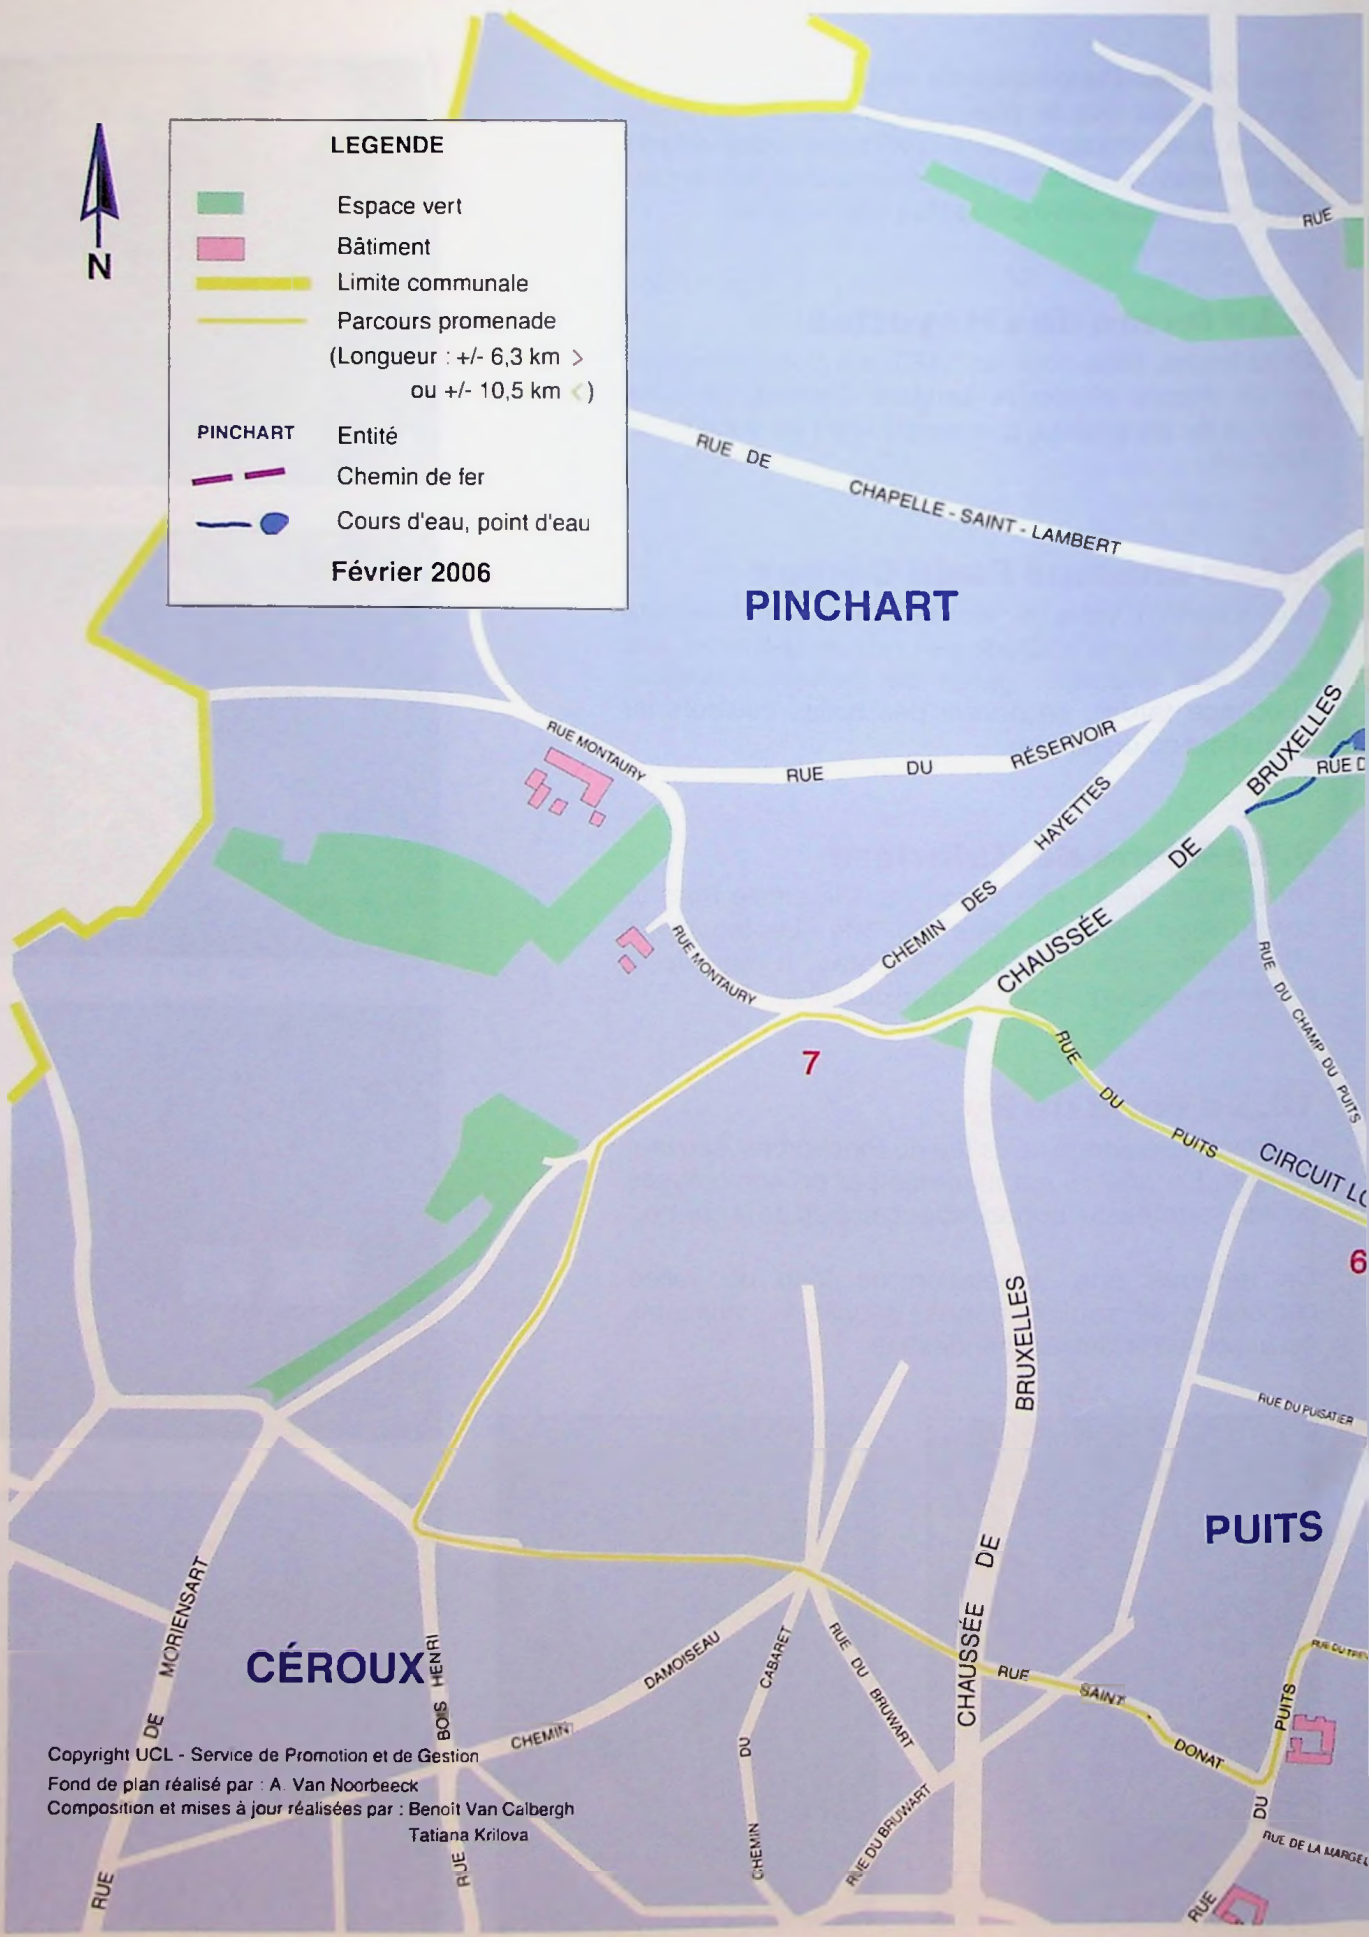 LEGENDE
Espace vert
Bâtiment
Limite communale
Parcours promenade
(Longueur : +/- 6,3 km >
ou +/- 10,5 km <)
PINCHART Entité
Chemin de fer
Cours d'eau, point d'eau
Février 2006
N
RUE
RUE DE CHAPELLE - SAINT - LAMBERT
PINCHART
RUE MONTAURY
RUE DU RÉSERVOIR
CHEMIN DES HAYETTES
CHAUSSÉE DE BRUXELLES
RUE D
RUE MONTAURY
RUE DU CHAMP DU PUITS
7
RUE DU PUITS
CIRCUIT LO
6
CHAUSSÉE DE BRUXELLES
RUE DU PUISATIER
PUITS
CÉROUX
RUE DE MORIENSART
RUE BOIS HENRI
CHEMIN DAMOISEAU
CHEMIN DU CABARET
RUE DU BRUWART
RUE DU BRUWART
RUE SAINT DONAT
RUE DU PUITS
RUE DU
RUE DE LA MARGEL
Copyright UCL - Service de Promotion et de Gestion
Fond de plan réalisé par : A. Van Noorbeeck
Composition et mises à jour réalisées par : Benoît Van Calbergh
Tatiana Krilova